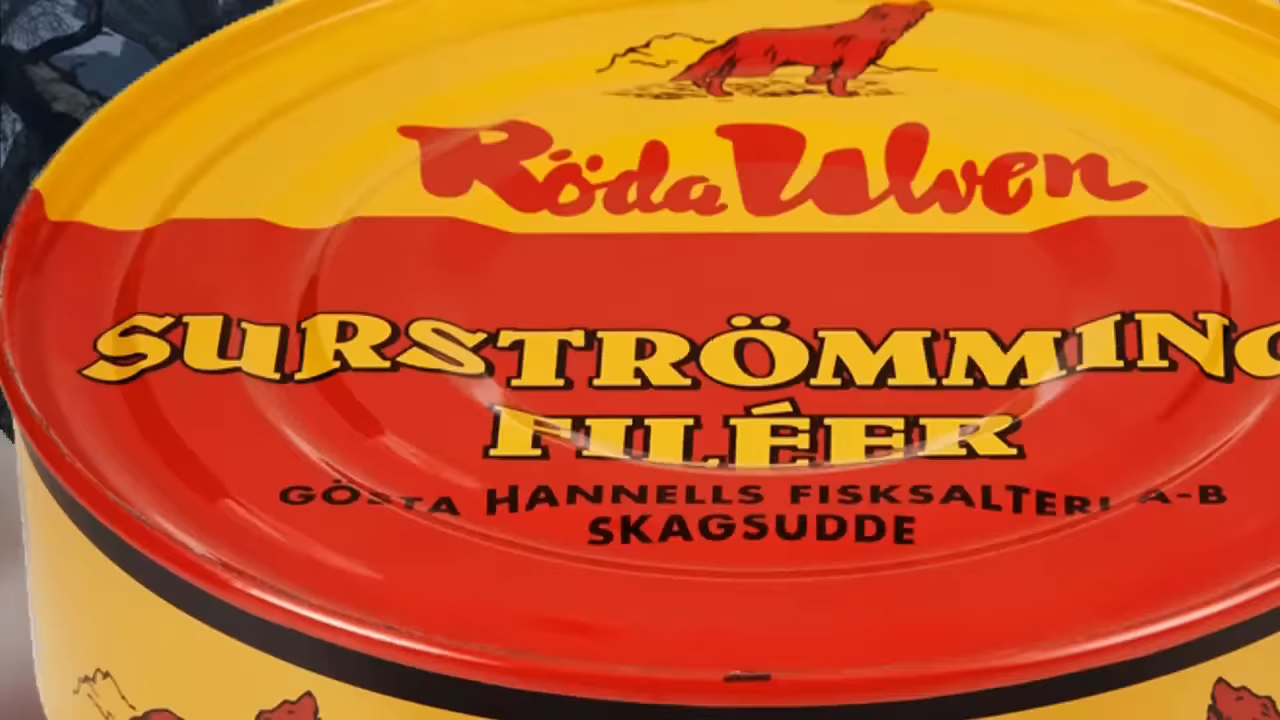 Röda Ulven
SURSTRÖMMING
FILÉER
GÖSTA HANNELLS FISKSALTERI A-B
SKAGSUDDE